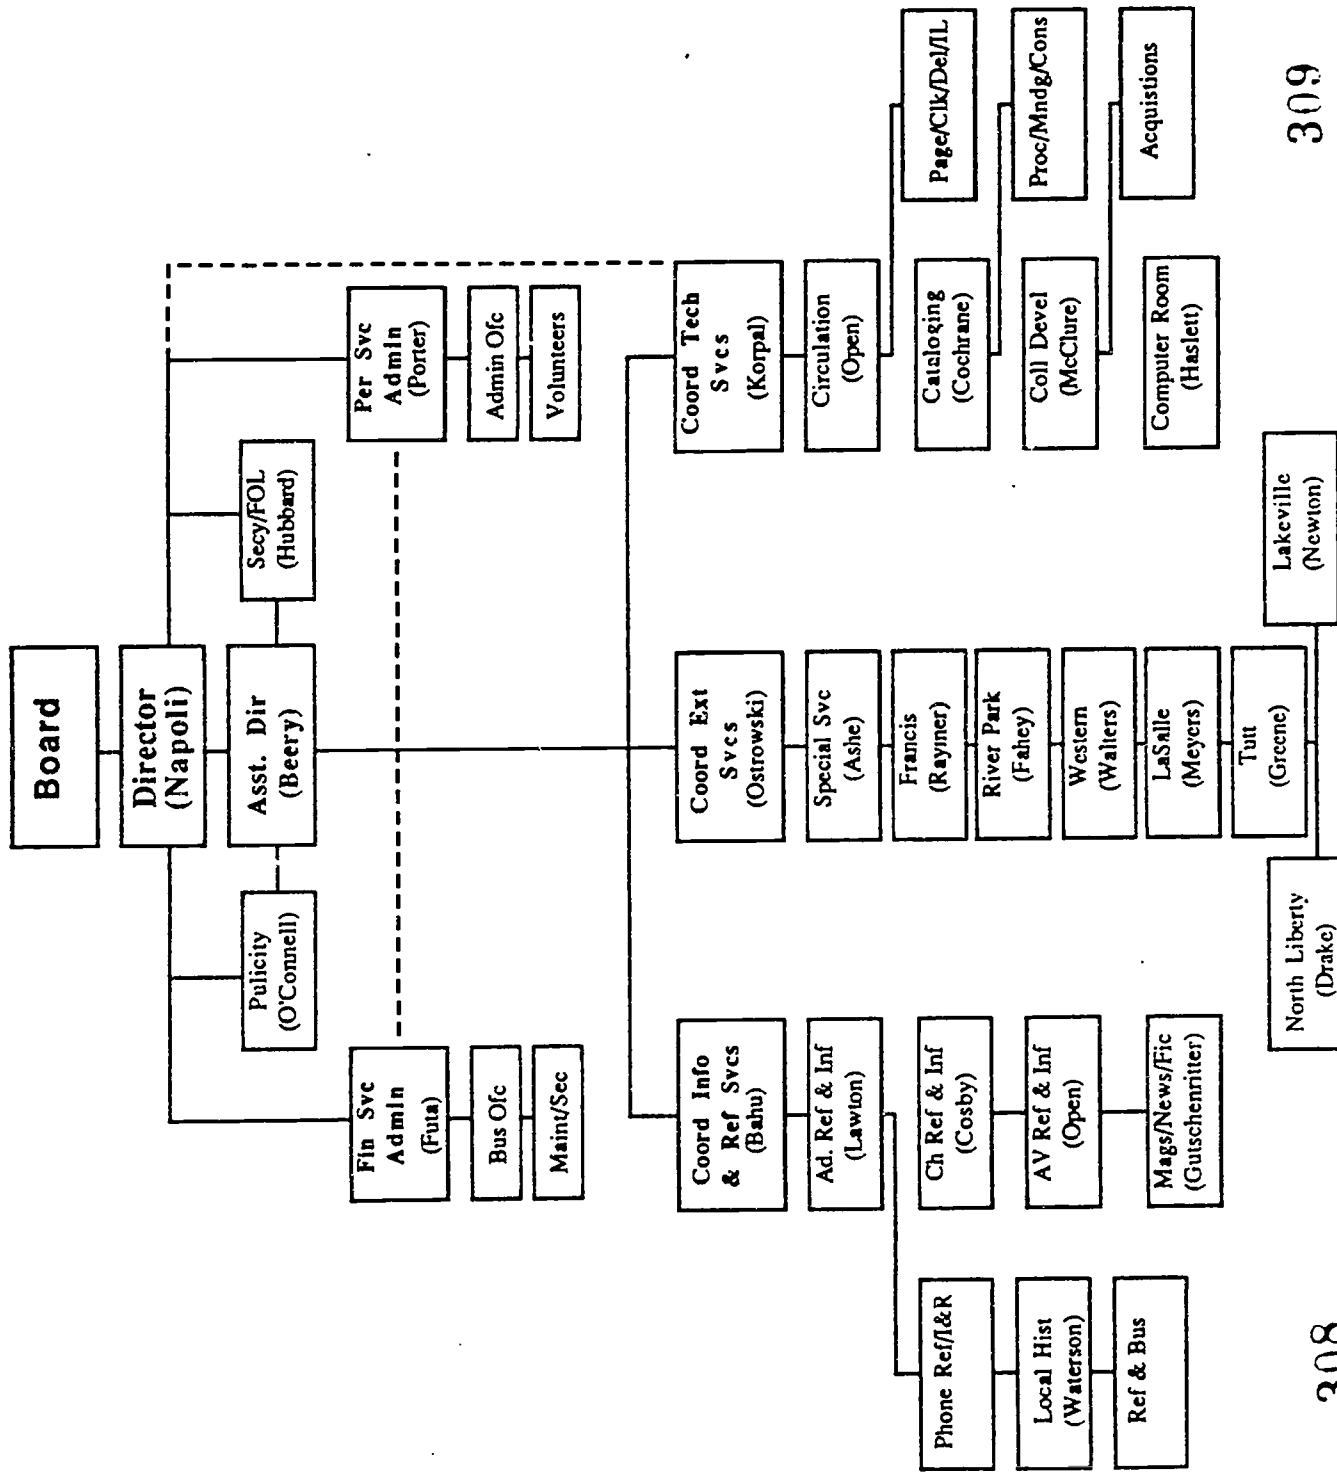 Board
Director
(Napoli)
Pulicity
(O'Connell)
Asst. Dir
(Beery)
Secy/FOL
(Hubbard)
Fin Svc
Admin
(Futa)
Bus Ofc
Maint/Sec
Per Svc
Admin
(Porter)
Admin Ofc
Volunteers
Coord Info
& Ref Svcs
(Bahu)
Ad. Ref & Inf
(Lawton)
Phone Ref/I&R
Local Hist
(Waterson)
Ref & Bus
Ch Ref & Inf
(Cosby)
AV Ref & Inf
(Open)
Mags/News/Fic
(Gutschenritter)
Coord Ext
Svcs
(Ostrowski)
Special Svc
(Ashe)
Francis
(Rayner)
River Park
(Fahey)
Western
(Walters)
LaSalle
(Meyers)
Tutt
(Greene)
North Liberty
(Drake)
Lakeville
(Newton)
Coord Tech
Svcs
(Korpal)
Circulation
(Open)
Page/Clk/Del/IL
Cataloging
(Cochrane)
Proc/Mndg/Cons
Coll Devel
(McClure)
Acquistions
Computer Room
(Haslett)
308
309